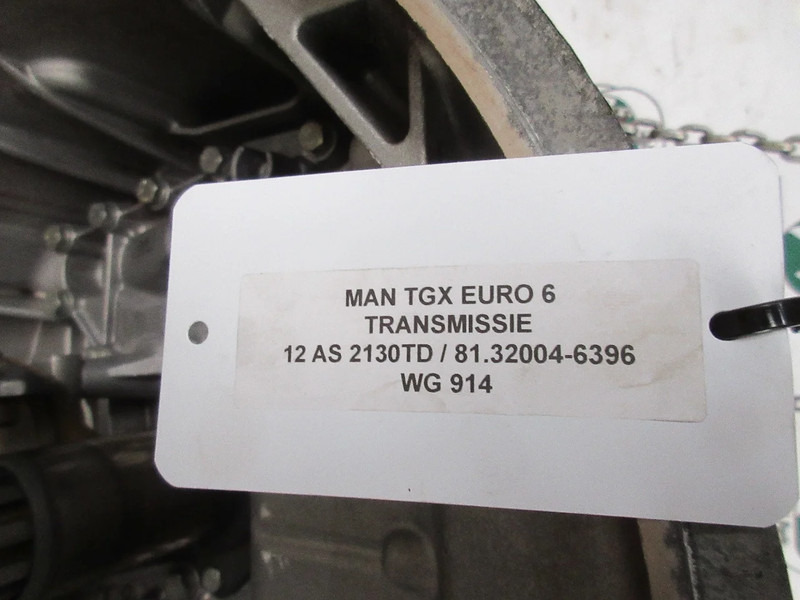 MAN TGX EURO 6
TRANSMISSIE
12 AS 2130TD / 81.32004-6396
WG 914